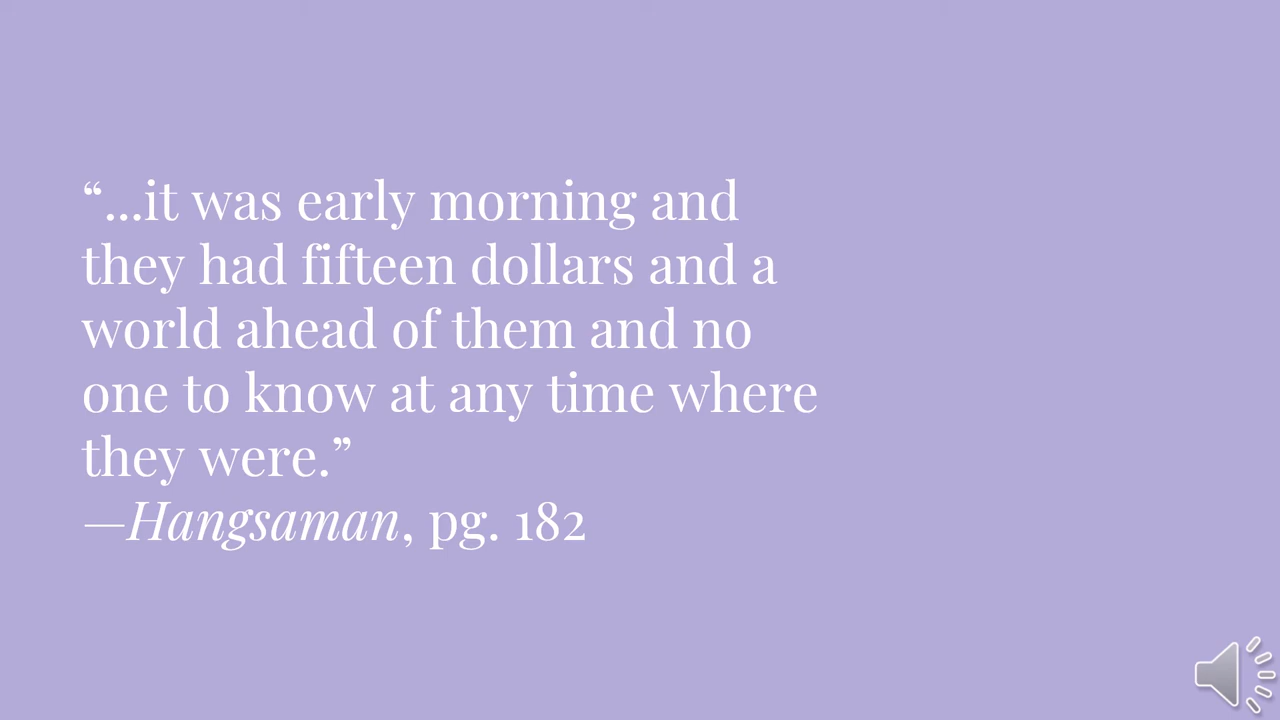 “...it was early morning and
they had fifteen dollars and a
world ahead of them and no
one to know at any time where
they were.”
—Hangsaman, pg. 182